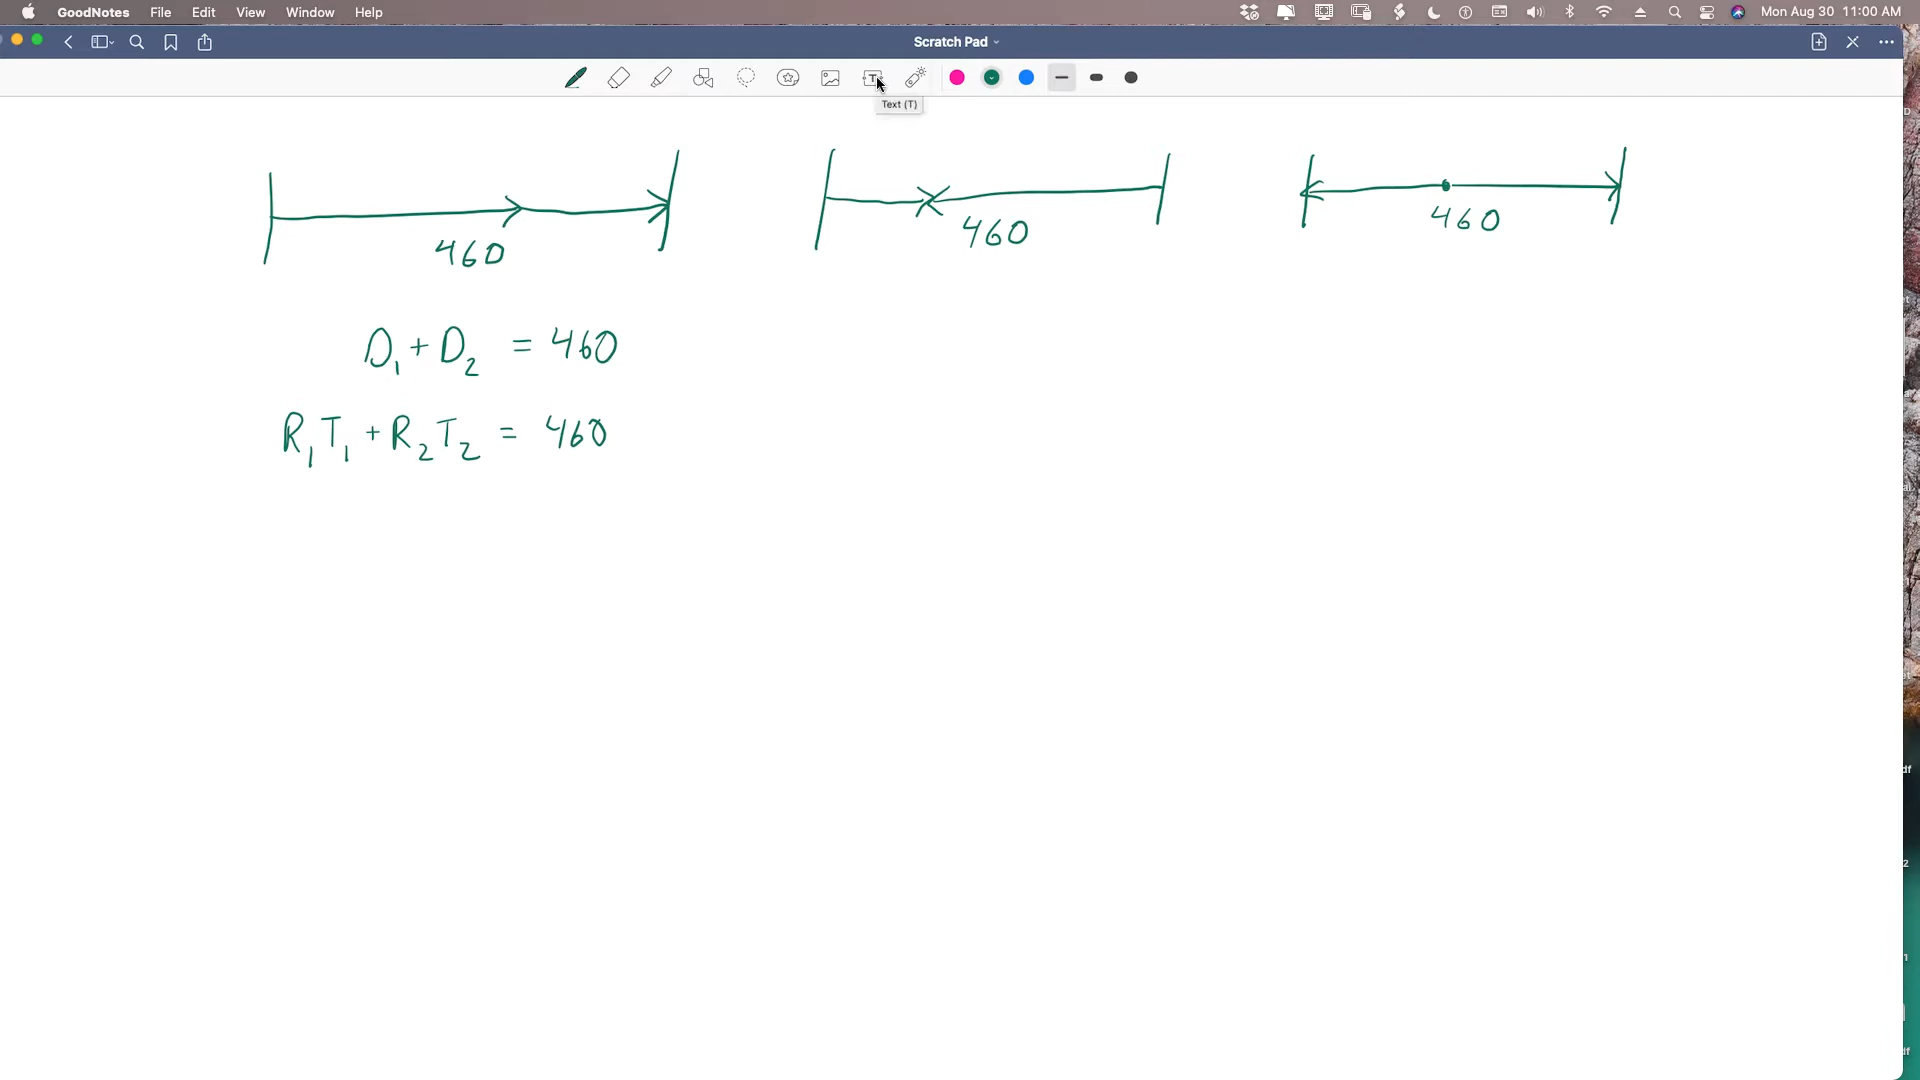 GoodNotes File Edit View Window Help Mon Aug 30 11:00 AM
Scratch Pad
Text (T)
460 460 460
D₁ + D₂ = 460
R₁T₁ + R₂T₂ = 460